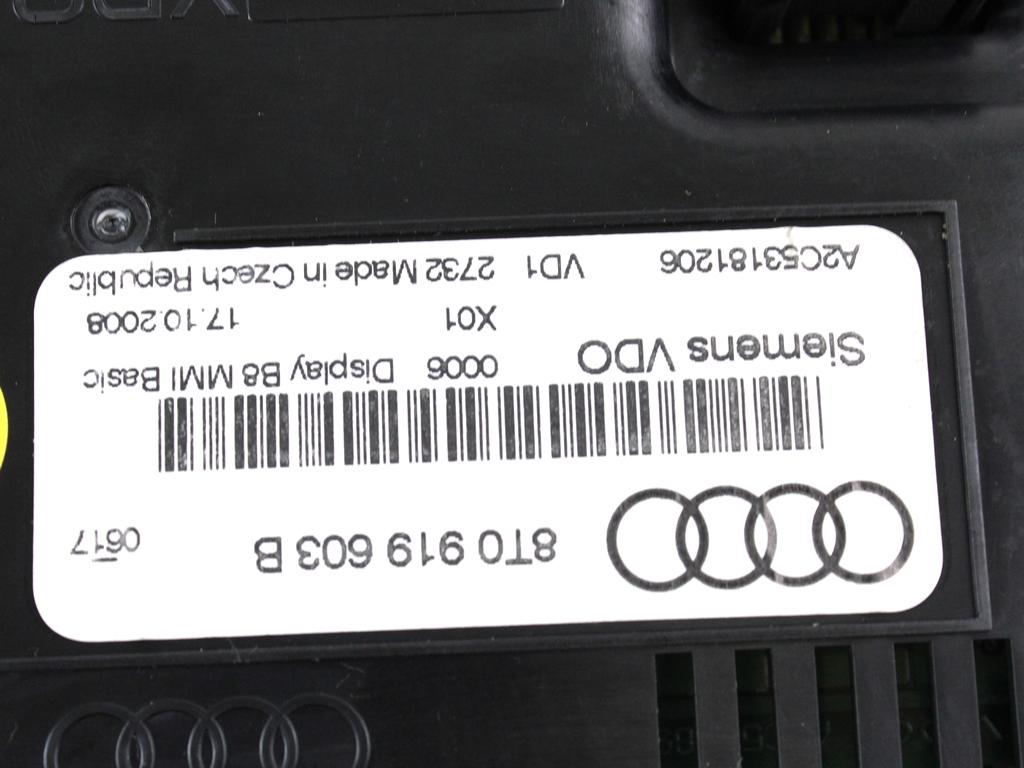 8T0 919 603 B 0617
Siemens VDO 0006 Display B8 MMI Basic
X01 17.10.2008
A2C53181206 VD1 2732 Made in Czech Republic
VDO